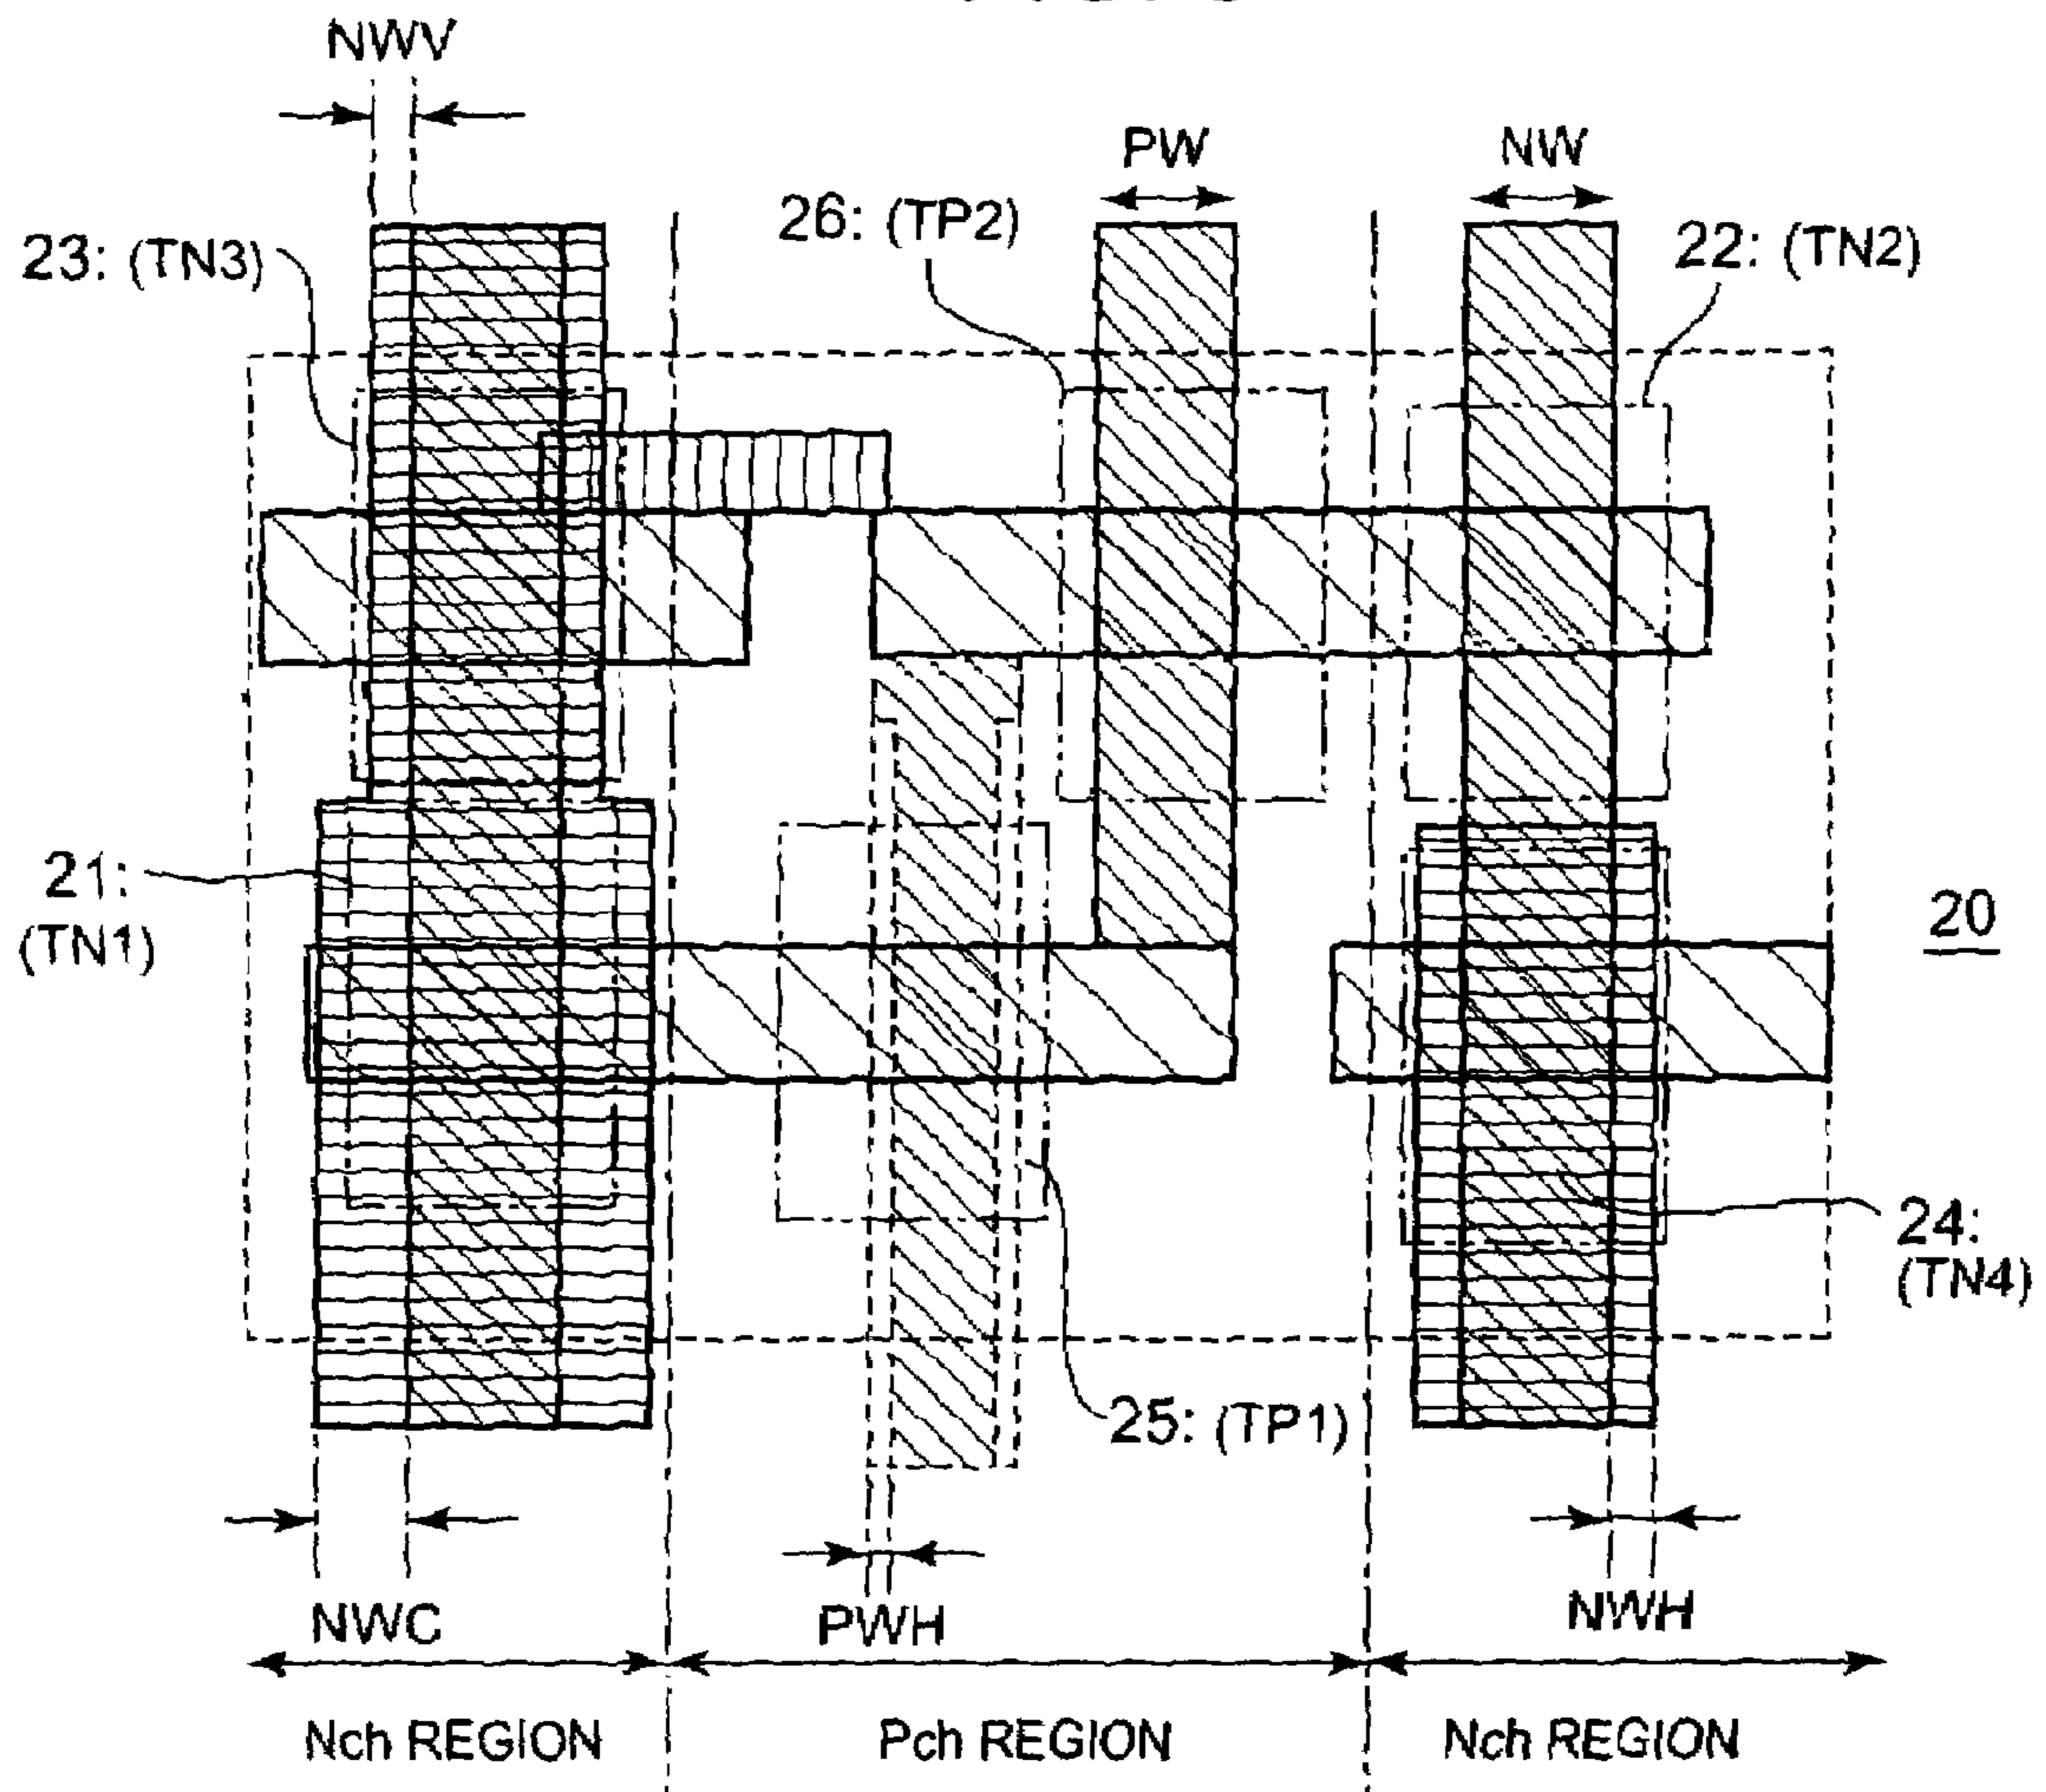 NWV
PW
NW
26: (TP2)
23: (TN3)
22: (TN2)
21:
(TN1)
20
24:
(TN4)
25: (TP1)
NWC
PWH
NWH
Nch REGION
Pch REGION
Nch REGION